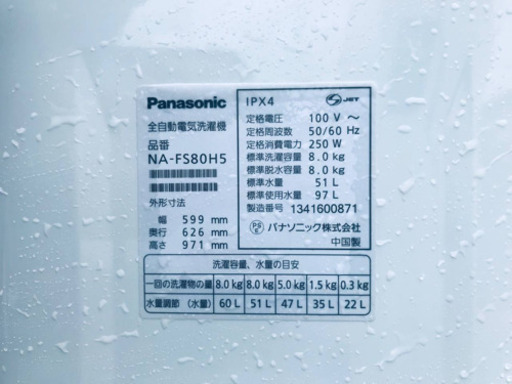 Panasonic
全自動電気洗濯機
品番
NA-FS80H5
外形寸法
幅 599 mm
奥行 626 mm
高さ 971 mm
IPX4 S JET
定格電圧 100 V ～
定格周波数 50/60 Hz
定格消費電力 250 W
標準洗濯容量 8.0 kg
標準脱水容量 8.0 kg
標準水量 51 L
標準使用水量 97 L
製造番号 1341600871
PSE パナソニック株式会社
中国製
洗濯容量、水量の目安
一回の洗濯物の量 8.0 kg 8.0 kg 5.0 kg 1.5 kg 0.3 kg
水量調節（水量） 60 L 51 L 47 L 35 L 22 L